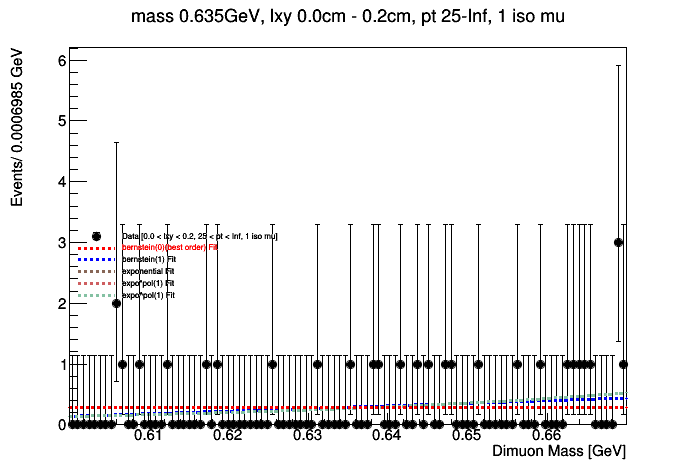 mass 0.635GeV, lxy 0.0cm - 0.2cm, pt 25-Inf, 1 iso mu
Events/ 0.0006985 GeV
6
5
4
3
2
1
0
Data [0.0 < lxy < 0.2, 25 < pt < Inf, 1 iso mu]
bernstein(0)(best order) Fit
bernstein(1) Fit
exponential Fit
expo*pol(1) Fit
expo*pol(1) Fit
0.61 0.62 0.63 0.64 0.65 0.66
Dimuon Mass [GeV]